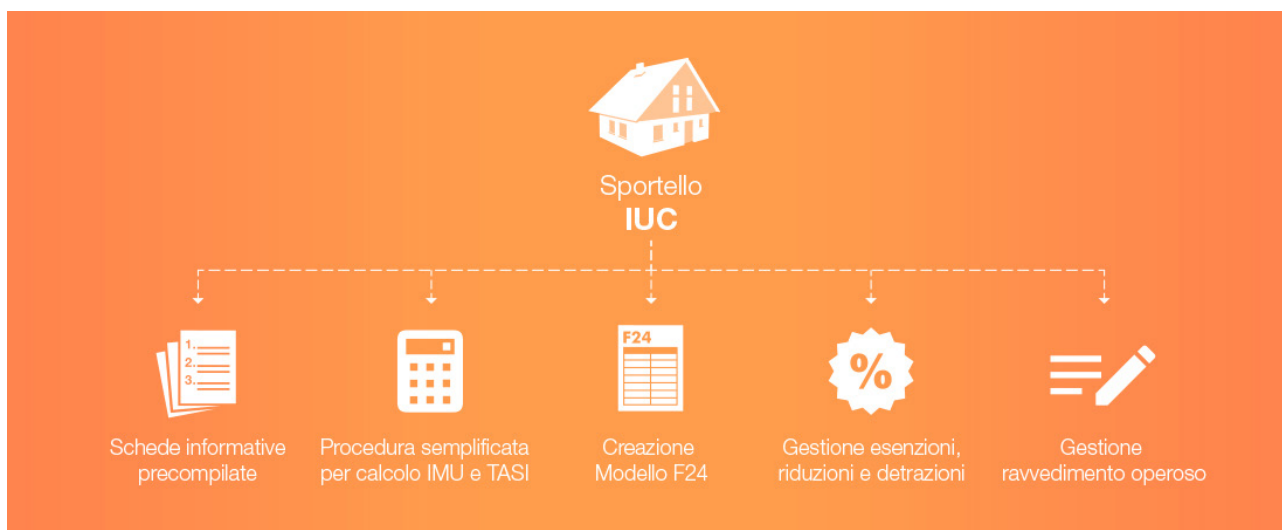 Sportello
IUC
1.
2.
3.
F24
%
Schede informative
precompilate
Procedura semplificata
per calcolo IMU e TASI
Creazione
Modello F24
Gestione esenzioni,
riduzioni e detrazioni
Gestione
ravvedimento operoso